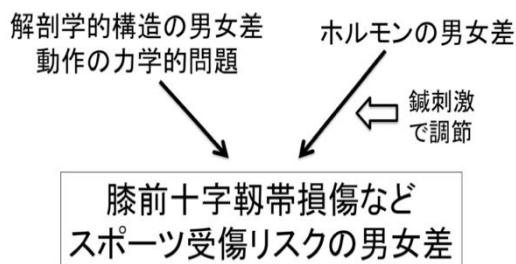 解剖学的構造の男女差
動作の力学的問題
ホルモンの男女差
鍼刺激
で調節
膝前十字靱帯損傷など
スポーツ受傷リスクの男女差